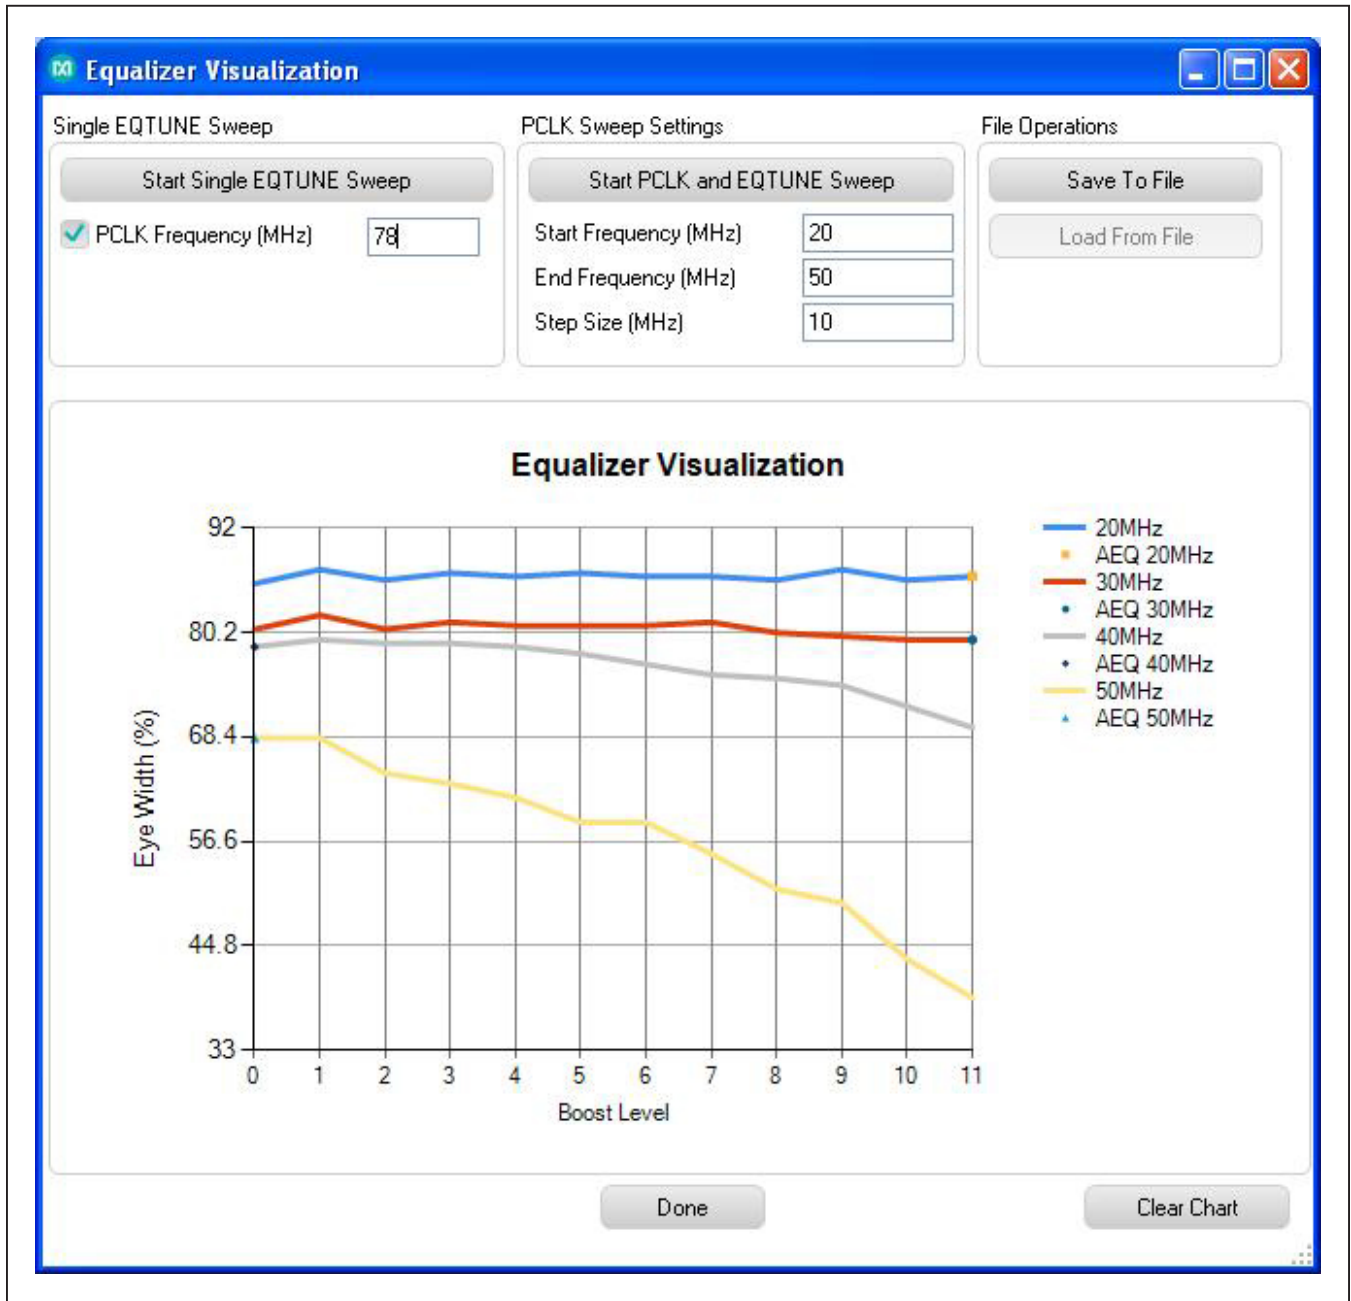 Equalizer Visualization
Single EQTUNE Sweep
Start Single EQTUNE Sweep
PCLK Frequency (MHz) 78
PCLK Sweep Settings
Start PCLK and EQTUNE Sweep
Start Frequency (MHz) 20
End Frequency (MHz) 50
Step Size (MHz) 10
File Operations
Save To File
Load From File
Equalizer Visualization
Eye Width (%)
92
80.2
68.4
56.6
44.8
33
0 1 2 3 4 5 6 7 8 9 10 11
Boost Level
20MHz
AEQ 20MHz
30MHz
AEQ 30MHz
40MHz
AEQ 40MHz
50MHz
AEQ 50MHz
Done
Clear Chart